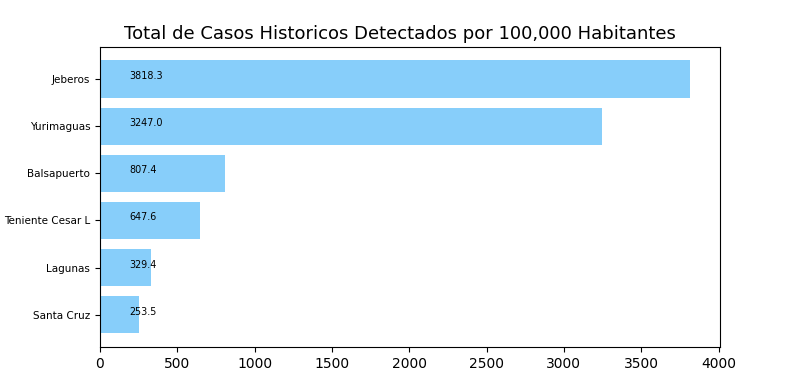 Total de Casos Historicos Detectados por 100,000 Habitantes
Jeberos 3818.3
Yurimaguas 3247.0
Balsapuerto 807.4
Teniente Cesar L 647.6
Lagunas 329.4
Santa Cruz 253.5
0 500 1000 1500 2000 2500 3000 3500 4000